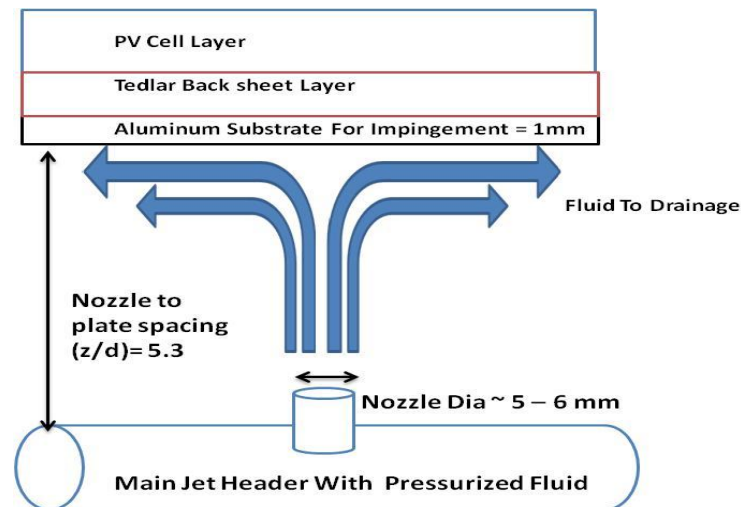 PV Cell Layer
Tedlar Back sheet Layer
Aluminum Substrate For Impingement = 1mm
Fluid To Drainage
Nozzle to
plate spacing
(z/d)= 5.3
Nozzle Dia ~ 5 – 6 mm
Main Jet Header With Pressurized Fluid